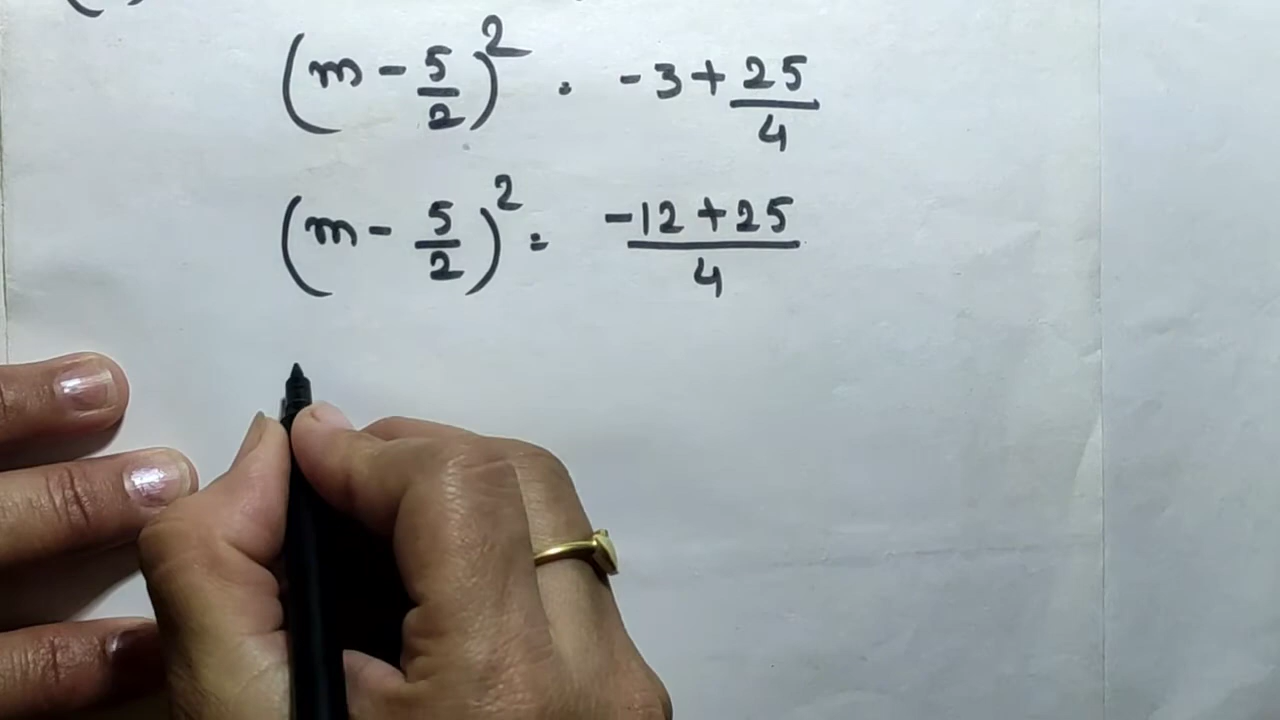 (m - 5/2)² = -3 + 25/4
(m - 5/2)² = (-12 + 25)/4